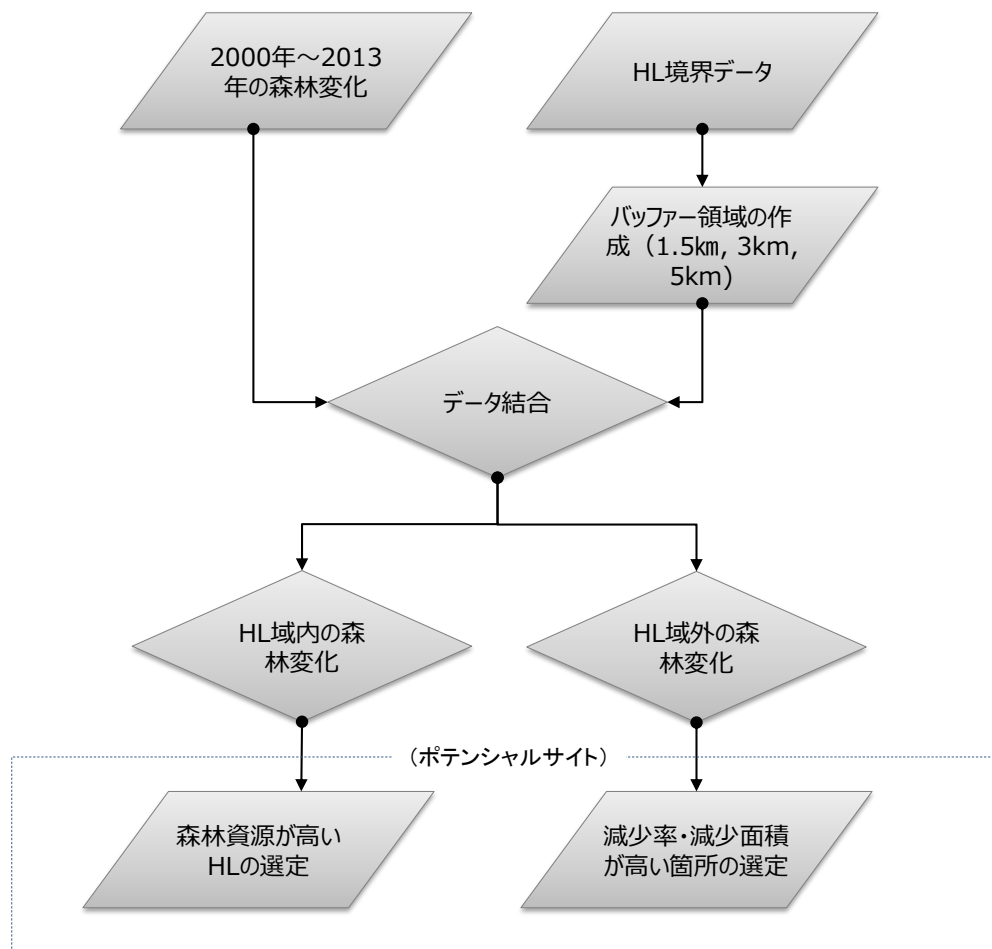 2000年～2013
年の森林変化
HL境界データ
バッファー領域の作
成（1.5㎞, 3km,
5km)
データ結合
HL域内の森
林変化
HL域外の森
林変化
（ポテンシャルサイト）
森林資源が高い
HLの選定
減少率・減少面積
が高い箇所の選定